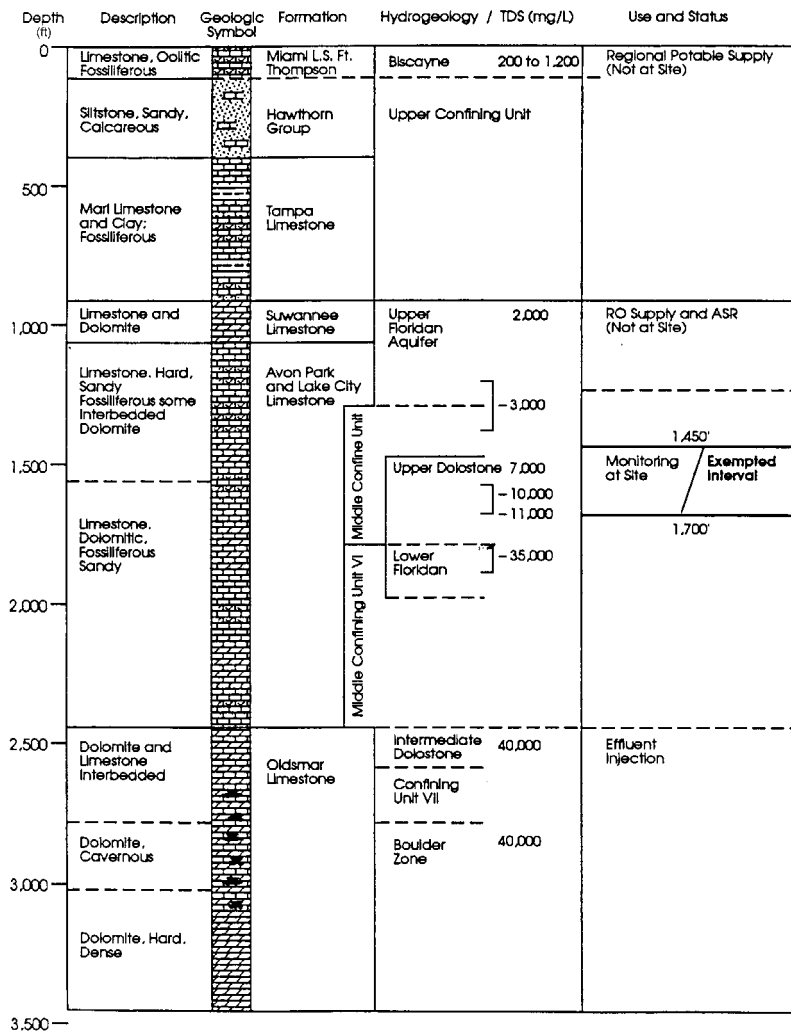 Depth
(ft)
Description
Geologic
Symbol
Formation
Hydrogeology / TDS (mg/L)
Use and Status
0
Limestone, Oolitic
Fossiliferous
Miami L.S. Ft.
Thompson
Biscayne 200 to 1,200
Regional Potable Supply
(Not at Site)
Siltstone, Sandy,
Calcareous
Hawthorn
Group
Upper Confining Unit
500
Marl Limestone
and Clay;
Fossiliferous
Tampa
Limestone
1,000
Limestone and
Dolomite
Suwannee
Limestone
Upper
Floridan
Aquifer
2,000
RO Supply and ASR
(Not at Site)
Limestone. Hard,
Sandy
Fossiliferous some
Interbedded
Dolomite
Avon Park
and Lake City
Limestone
-3,000
Middle Confine Unit
1,450'
1,500
Upper Dolostone 7,000
-10,000
-11,000
Monitoring
at Site
Exempted
Interval
1,700'
Limestone.
Dolomitic,
Fossiliferous
Sandy
Lower
Floridan
-35,000
Middle Confining Unit VI
2,000
2,500
Dolomite and
Limestone
Interbedded
Oldsmar
Limestone
Intermediate
Dolostone
40,000
Effluent
Injection
Confining
Unit VII
Dolomite,
Cavernous
Boulder
Zone
40,000
3,000
Dolomite, Hard,
Dense
3,500